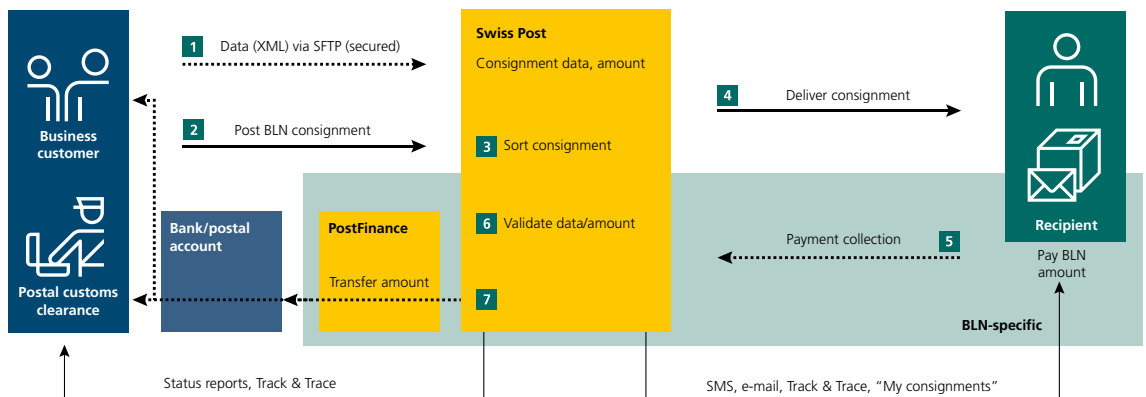 Business
customer
Postal customs
clearance
1 Data (XML) via SFTP (secured)
2 Post BLN consignment
Bank/postal
account
PostFinance
Transfer amount
Swiss Post
Consignment data, amount
3 Sort consignment
6 Validate data/amount
7
4 Deliver consignment
Payment collection 5
Recipient
Pay BLN
amount
BLN-specific
Status reports, Track & Trace
SMS, e-mail, Track & Trace, “My consignments”